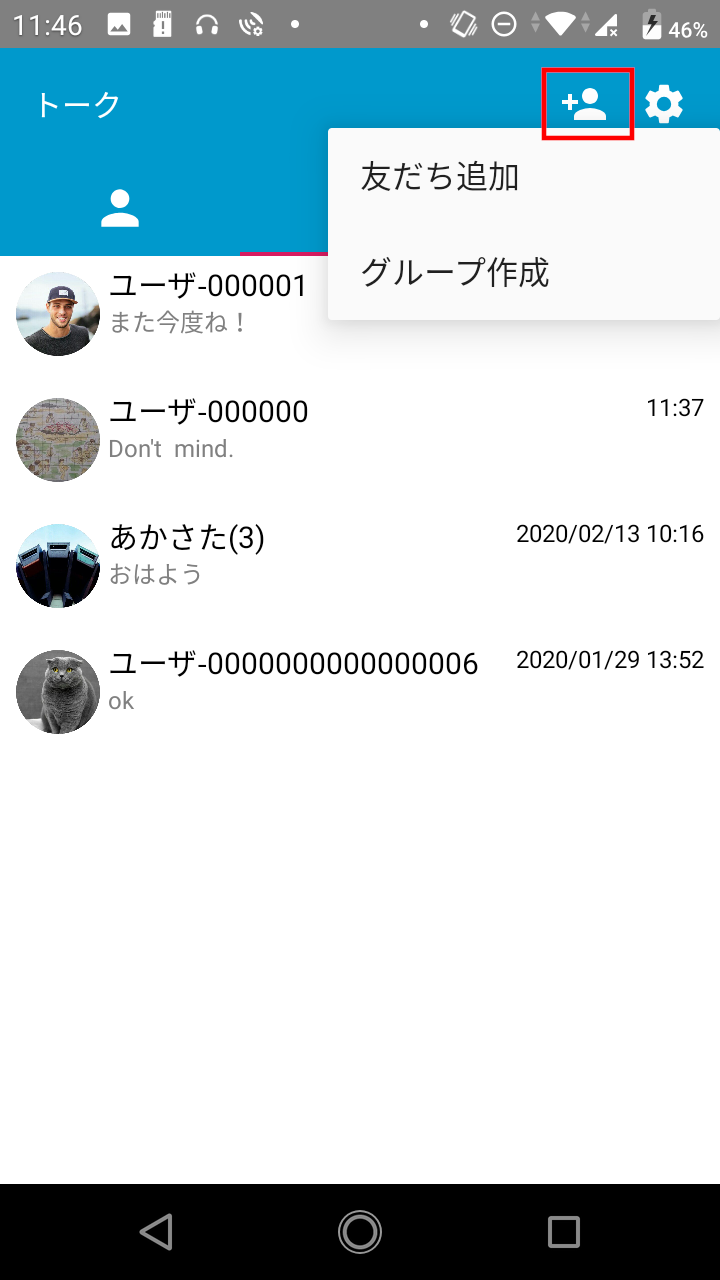 11:46
46%
トーク
友だち追加
グループ作成
ユーザ-000001
また今度ね！
ユーザ-000000 11:37
Don't mind.
あかさた(3) 2020/02/13 10:16
おはよう
ユーザ-0000000000000006 2020/01/29 13:52
ok